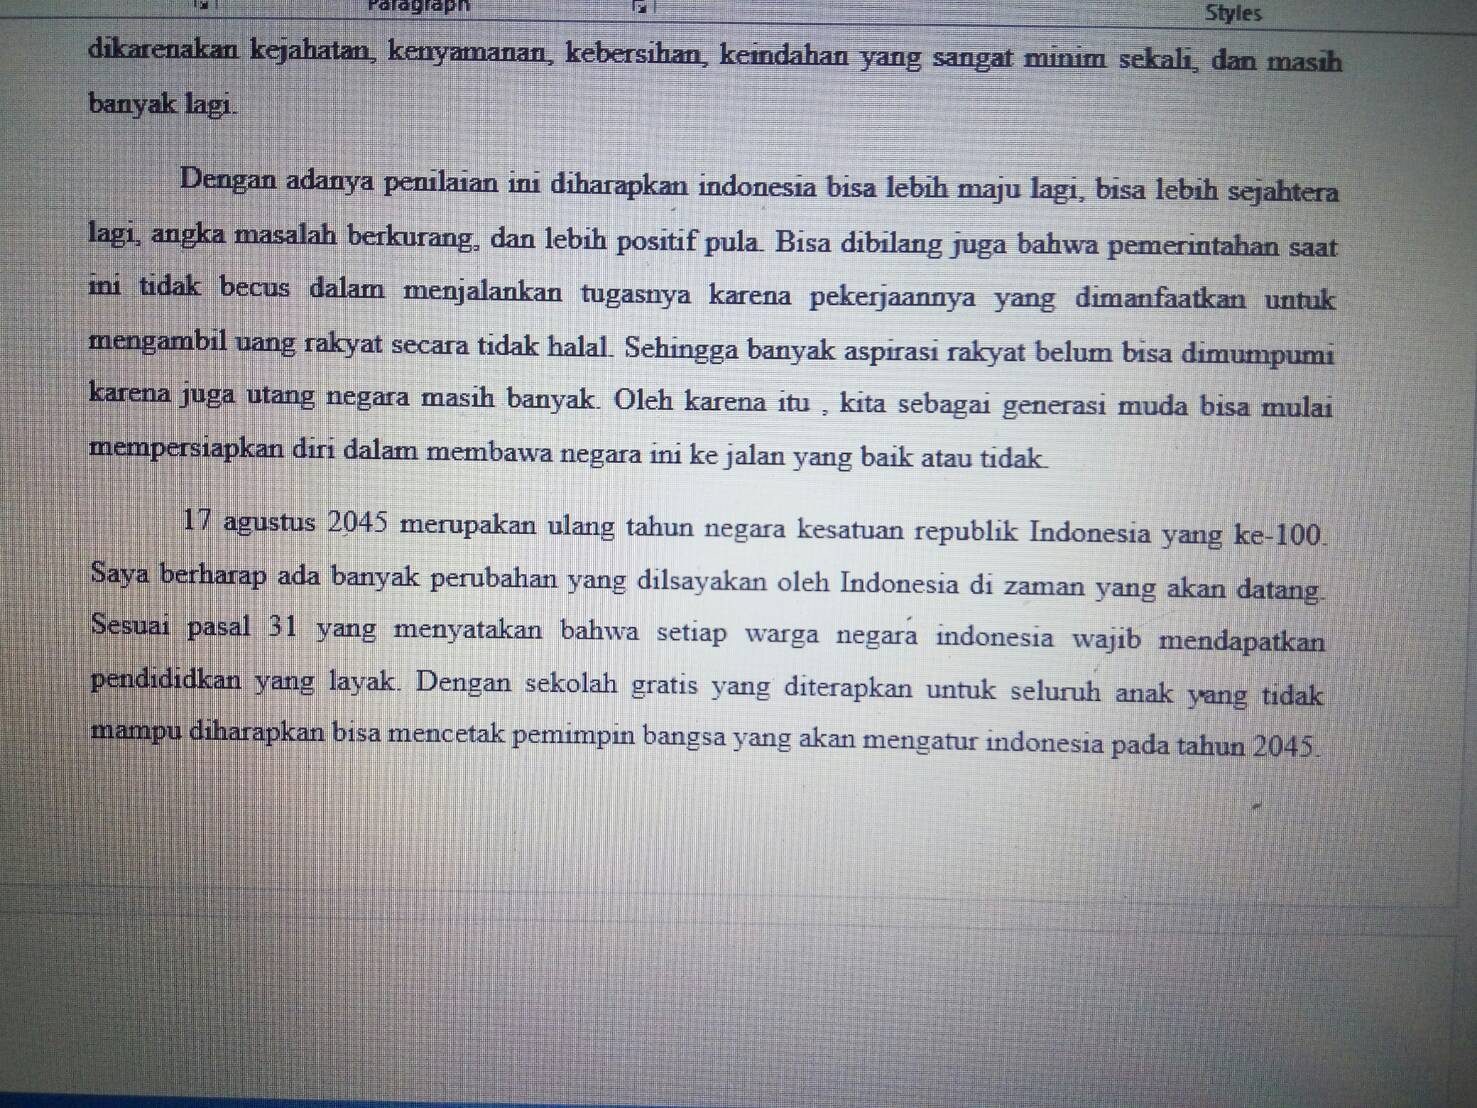 Paragraph
Styles
dikarenakan kejahatan, kenyamanan, kebersihan, keindahan yang sangat minim sekali, dan masih
banyak lagi.
Dengan adanya penilaian ini diharapkan indonesia bisa lebih maju lagi, bisa lebih sejahtera
lagi, angka masalah berkurang, dan lebih positif pula. Bisa dibilang juga bahwa pemerintahan saat
ini tidak becus dalam menjalankan tugasnya karena pekerjaannya yang dimanfaatkan untuk
mengambil uang rakyat secara tidak halal. Sehingga banyak aspirasi rakyat belum bisa dimumpumi
karena juga utang negara masih banyak. Oleh karena itu , kita sebagai generasi muda bisa mulai
mempersiapkan diri dalam membawa negara ini ke jalan yang baik atau tidak.
17 agustus 2045 merupakan ulang tahun negara kesatuan republik Indonesia yang ke-100.
Saya berharap ada banyak perubahan yang dilsayakan oleh Indonesia di zaman yang akan datang.
Sesuai pasal 31 yang menyatakan bahwa setiap warga negara indonesia wajib mendapatkan
pendididkan yang layak. Dengan sekolah gratis yang diterapkan untuk seluruh anak yang tidak
mampu diharapkan bisa mencetak pemimpin bangsa yang akan mengatur indonesia pada tahun 2045.